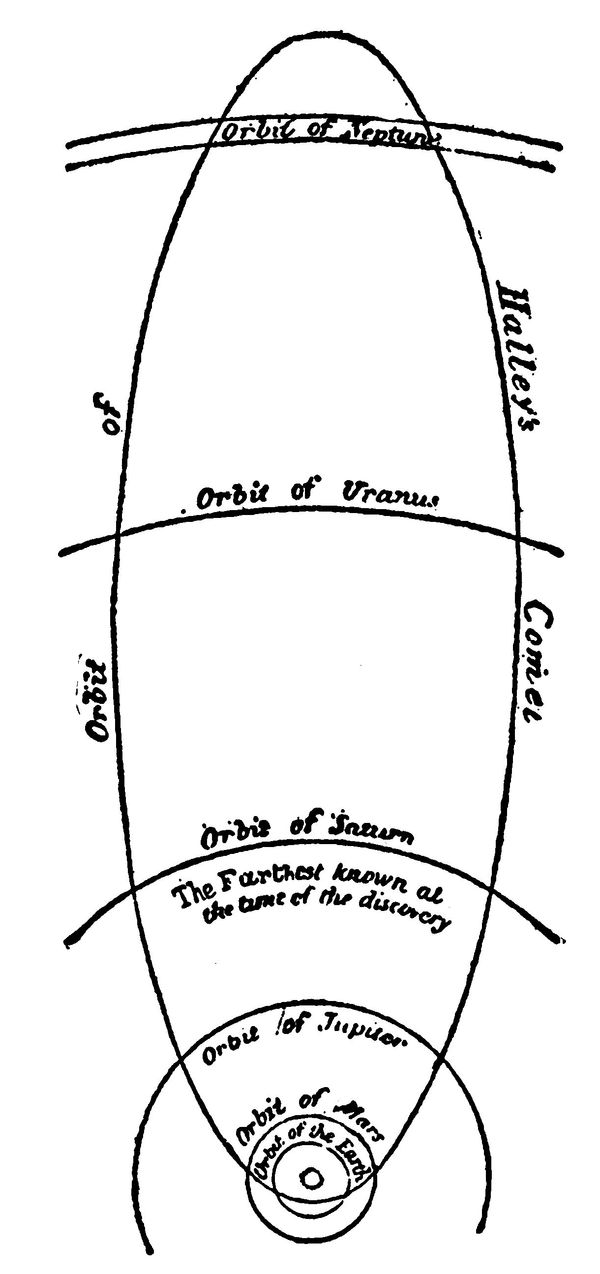 Orbit of Neptune
Halley's
of
Orbit of Uranus
Comet
Orbit
Orbit of Saturn
The Farthest known at
the time of the discovery
Orbit of Jupiter
Orbit of Mars
Orbit of the Earth